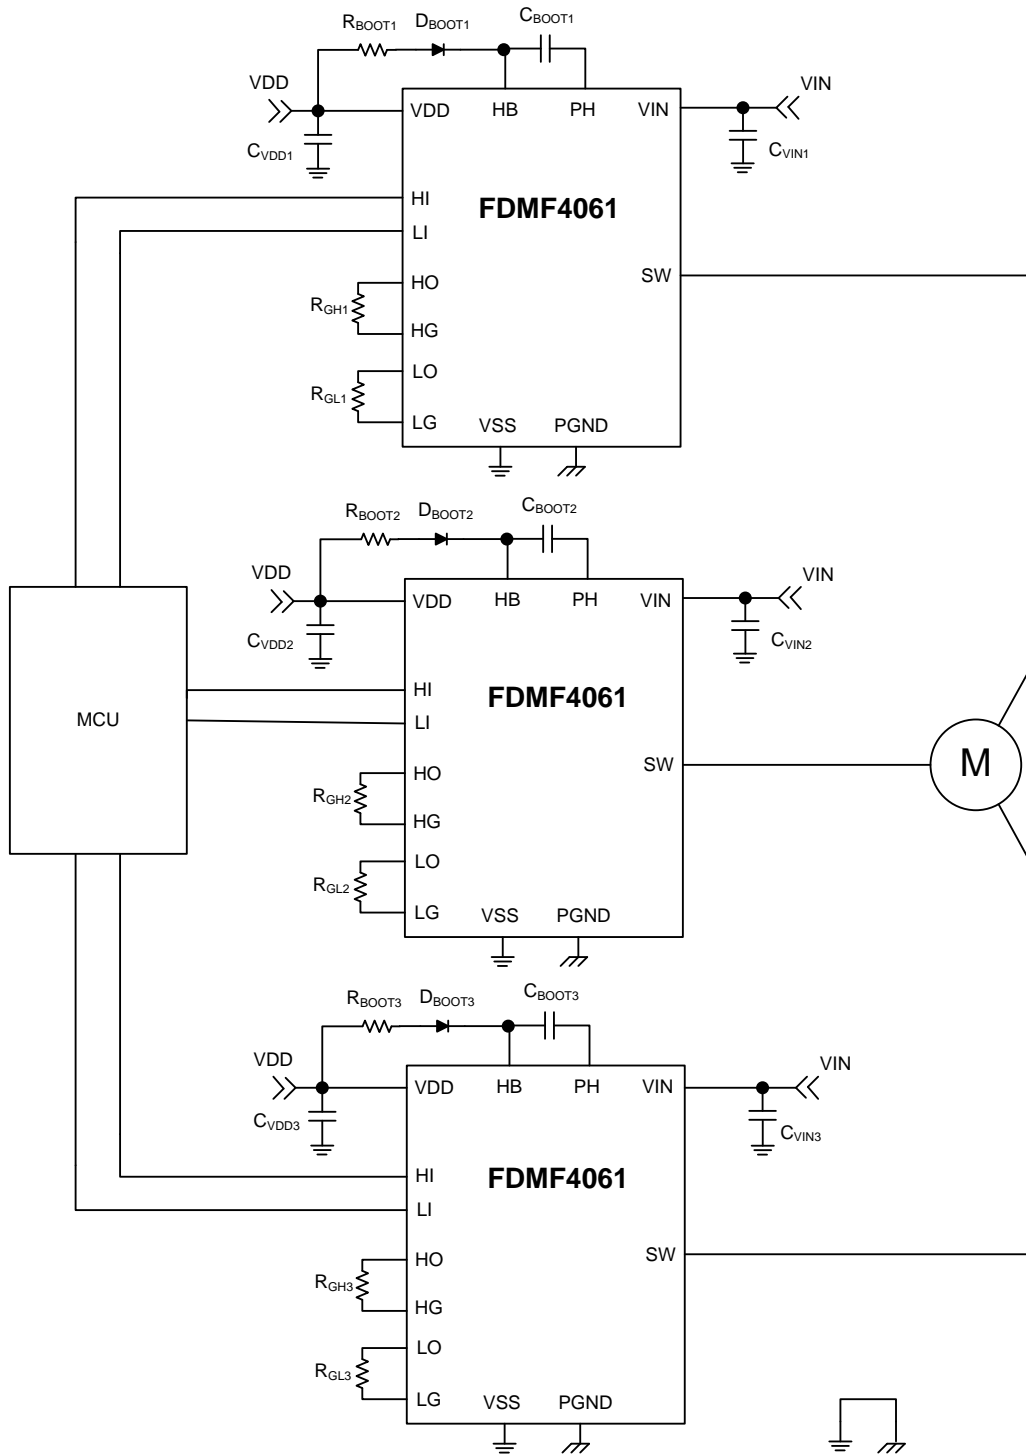 RBOOT1 DBOOT1 CBOOT1
VDD VIN
VDD HB PH VIN
CVDD1 CVIN1
HI
FDMF4061
LI
SW
HO
RGH1
HG
LO
RGL1
LG VSS PGND
RBOOT2 DBOOT2 CBOOT2
VDD VIN
VDD HB PH VIN
CVDD2 CVIN2
HI
FDMF4061
MCU
LI
SW
M
HO
RGH2
HG
LO
RGL2
LG VSS PGND
RBOOT3 DBOOT3 CBOOT3
VDD VIN
VDD HB PH VIN
CVDD3 CVIN3
HI
FDMF4061
LI
SW
HO
RGH3
HG
LO
RGL3
LG VSS PGND